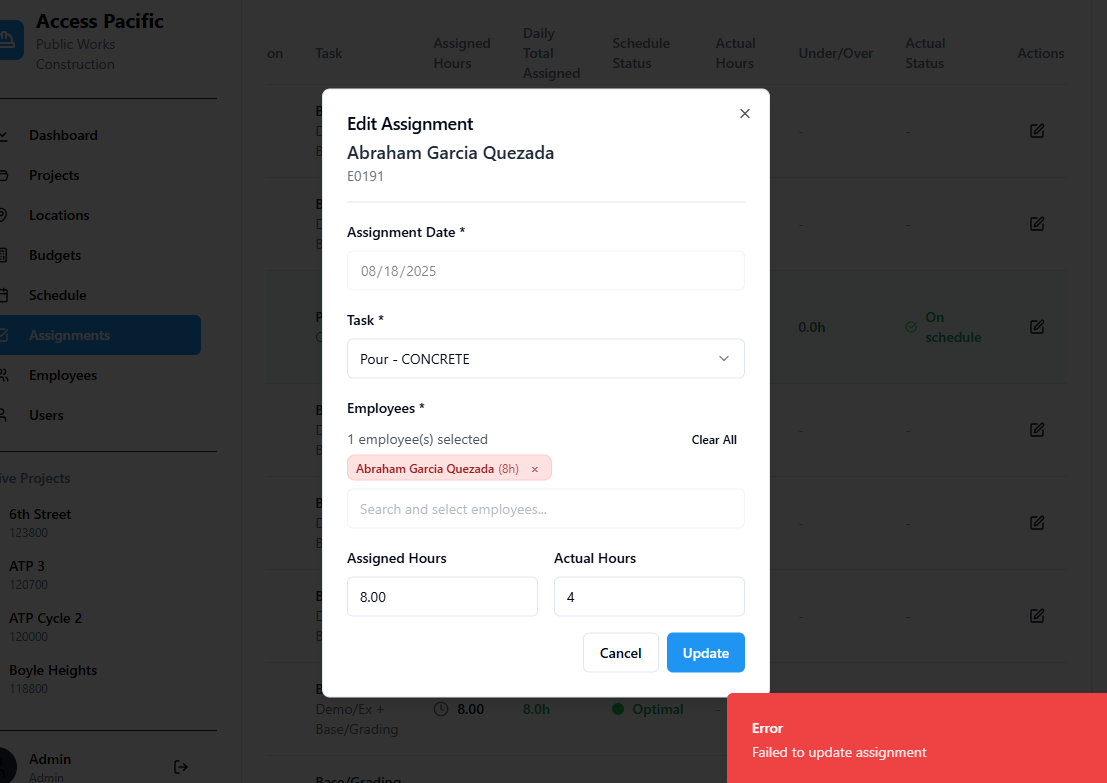 Access Pacific
Public Works
Construction
Dashboard
Projects
Locations
Budgets
Schedule
Assignments
Employees
Users
ve Projects
6th Street
123800
ATP 3
120700
ATP Cycle 2
120000
Boyle Heights
118800
Admin
Admin
on
Task
Assigned
Hours
Daily
Total
Assigned
Schedule
Status
Actual
Hours
Under/Over
Actual
Status
Actions
- -
- -
0.0h
On
schedule
- -
- -
- -
Demo/Ex +
Base/Grading
8.00
8.0h
Optimal
-
Base/Grading
Edit Assignment
Abraham Garcia Quezada
E0191
Assignment Date *
08/18/2025
Task *
Pour - CONCRETE
Employees *
1 employee(s) selected
Clear All
Abraham Garcia Quezada (8h) ×
Search and select employees...
Assigned Hours
Actual Hours
8.00
4
Cancel
Update
Error
Failed to update assignment